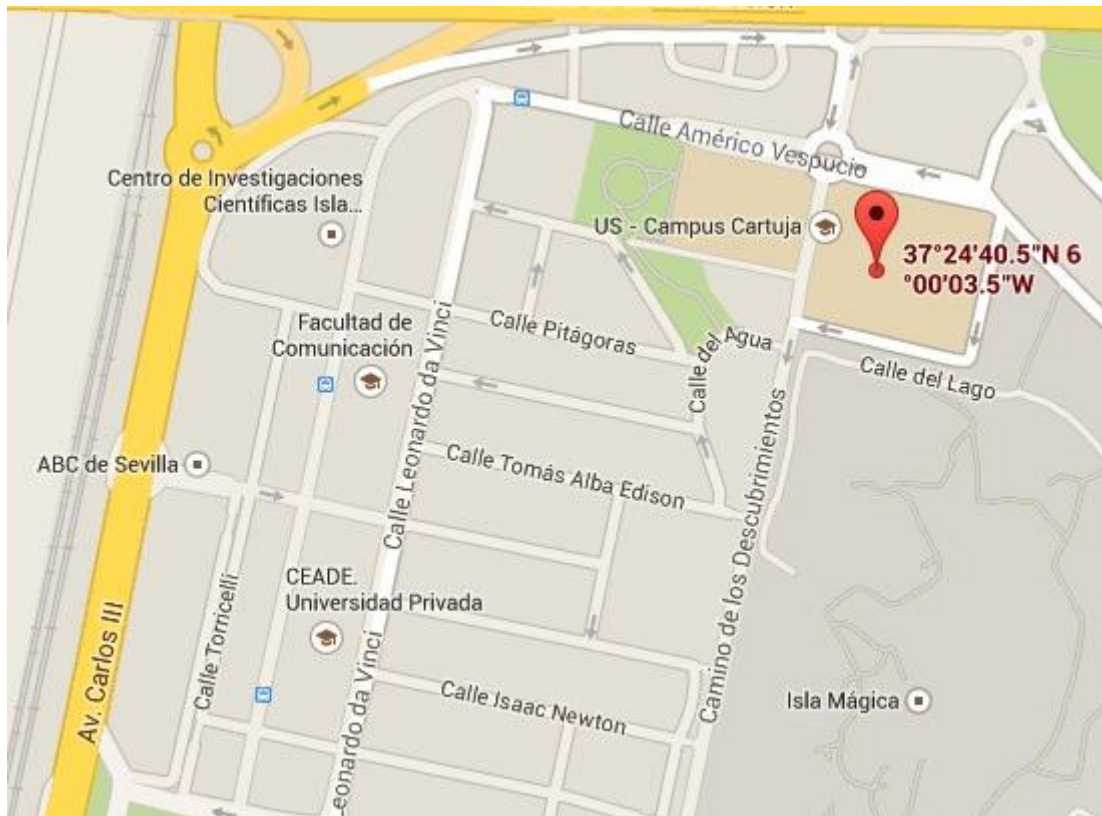 Calle Américo Vespucio
Centro de Investigaciones
Científicas Isla...
US - Campus Cartuja
37°24'40.5"N 6
°00'03.5"W
Facultad de
Comunicación
Calle Pitágoras
Calle del Agua
Calle del Lago
Calle Leonardo da Vinci
ABC de Sevilla
Calle Tomás Alba Edison
Camino de los Descubrimientos
CEADE.
Universidad Privada
Calle Torricelli
Av. Carlos III
Calle Isaac Newton
Isla Mágica
Leonardo da Vinci